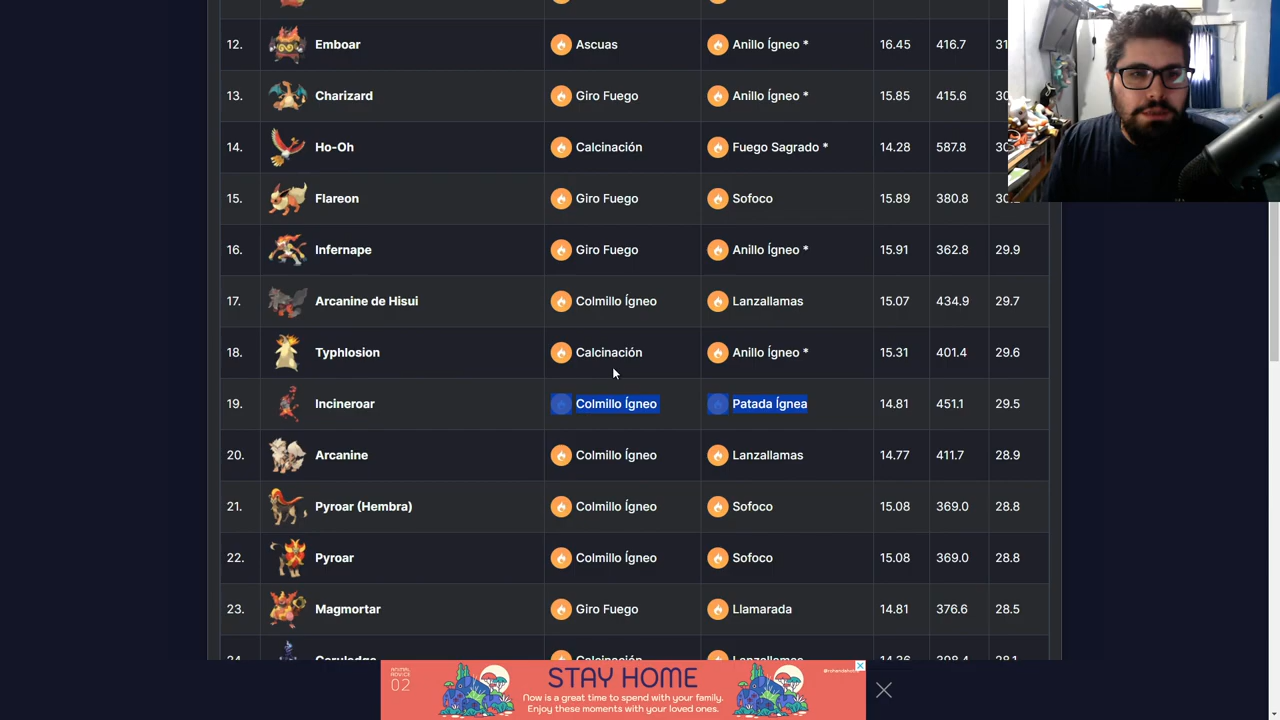 12. Emboar Ascuas Anillo Ígneo * 16.45 416.7
13. Charizard Giro Fuego Anillo Ígneo * 15.85 415.6
14. Ho-Oh Calcinación Fuego Sagrado * 14.28 587.8
15. Flareon Giro Fuego Sofoco 15.89 380.8
16. Infernape Giro Fuego Anillo Ígneo * 15.91 362.8 29.9
17. Arcanine de Hisui Colmillo Ígneo Lanzallamas 15.07 434.9 29.7
18. Typhlosion Calcinación Anillo Ígneo * 15.31 401.4 29.6
19. Incineroar Colmillo Ígneo Patada Ígnea 14.81 451.1 29.5
20. Arcanine Colmillo Ígneo Lanzallamas 14.77 411.7 28.9
21. Pyroar (Hembra) Colmillo Ígneo Sofoco 15.08 369.0 28.8
22. Pyroar Colmillo Ígneo Sofoco 15.08 369.0 28.8
23. Magmortar Giro Fuego Llamarada 14.81 376.6 28.5
ANIMAL
ADVICE
02
STAY HOME
Now is a great time to spend with your family.
Enjoy these moments with your loved ones.